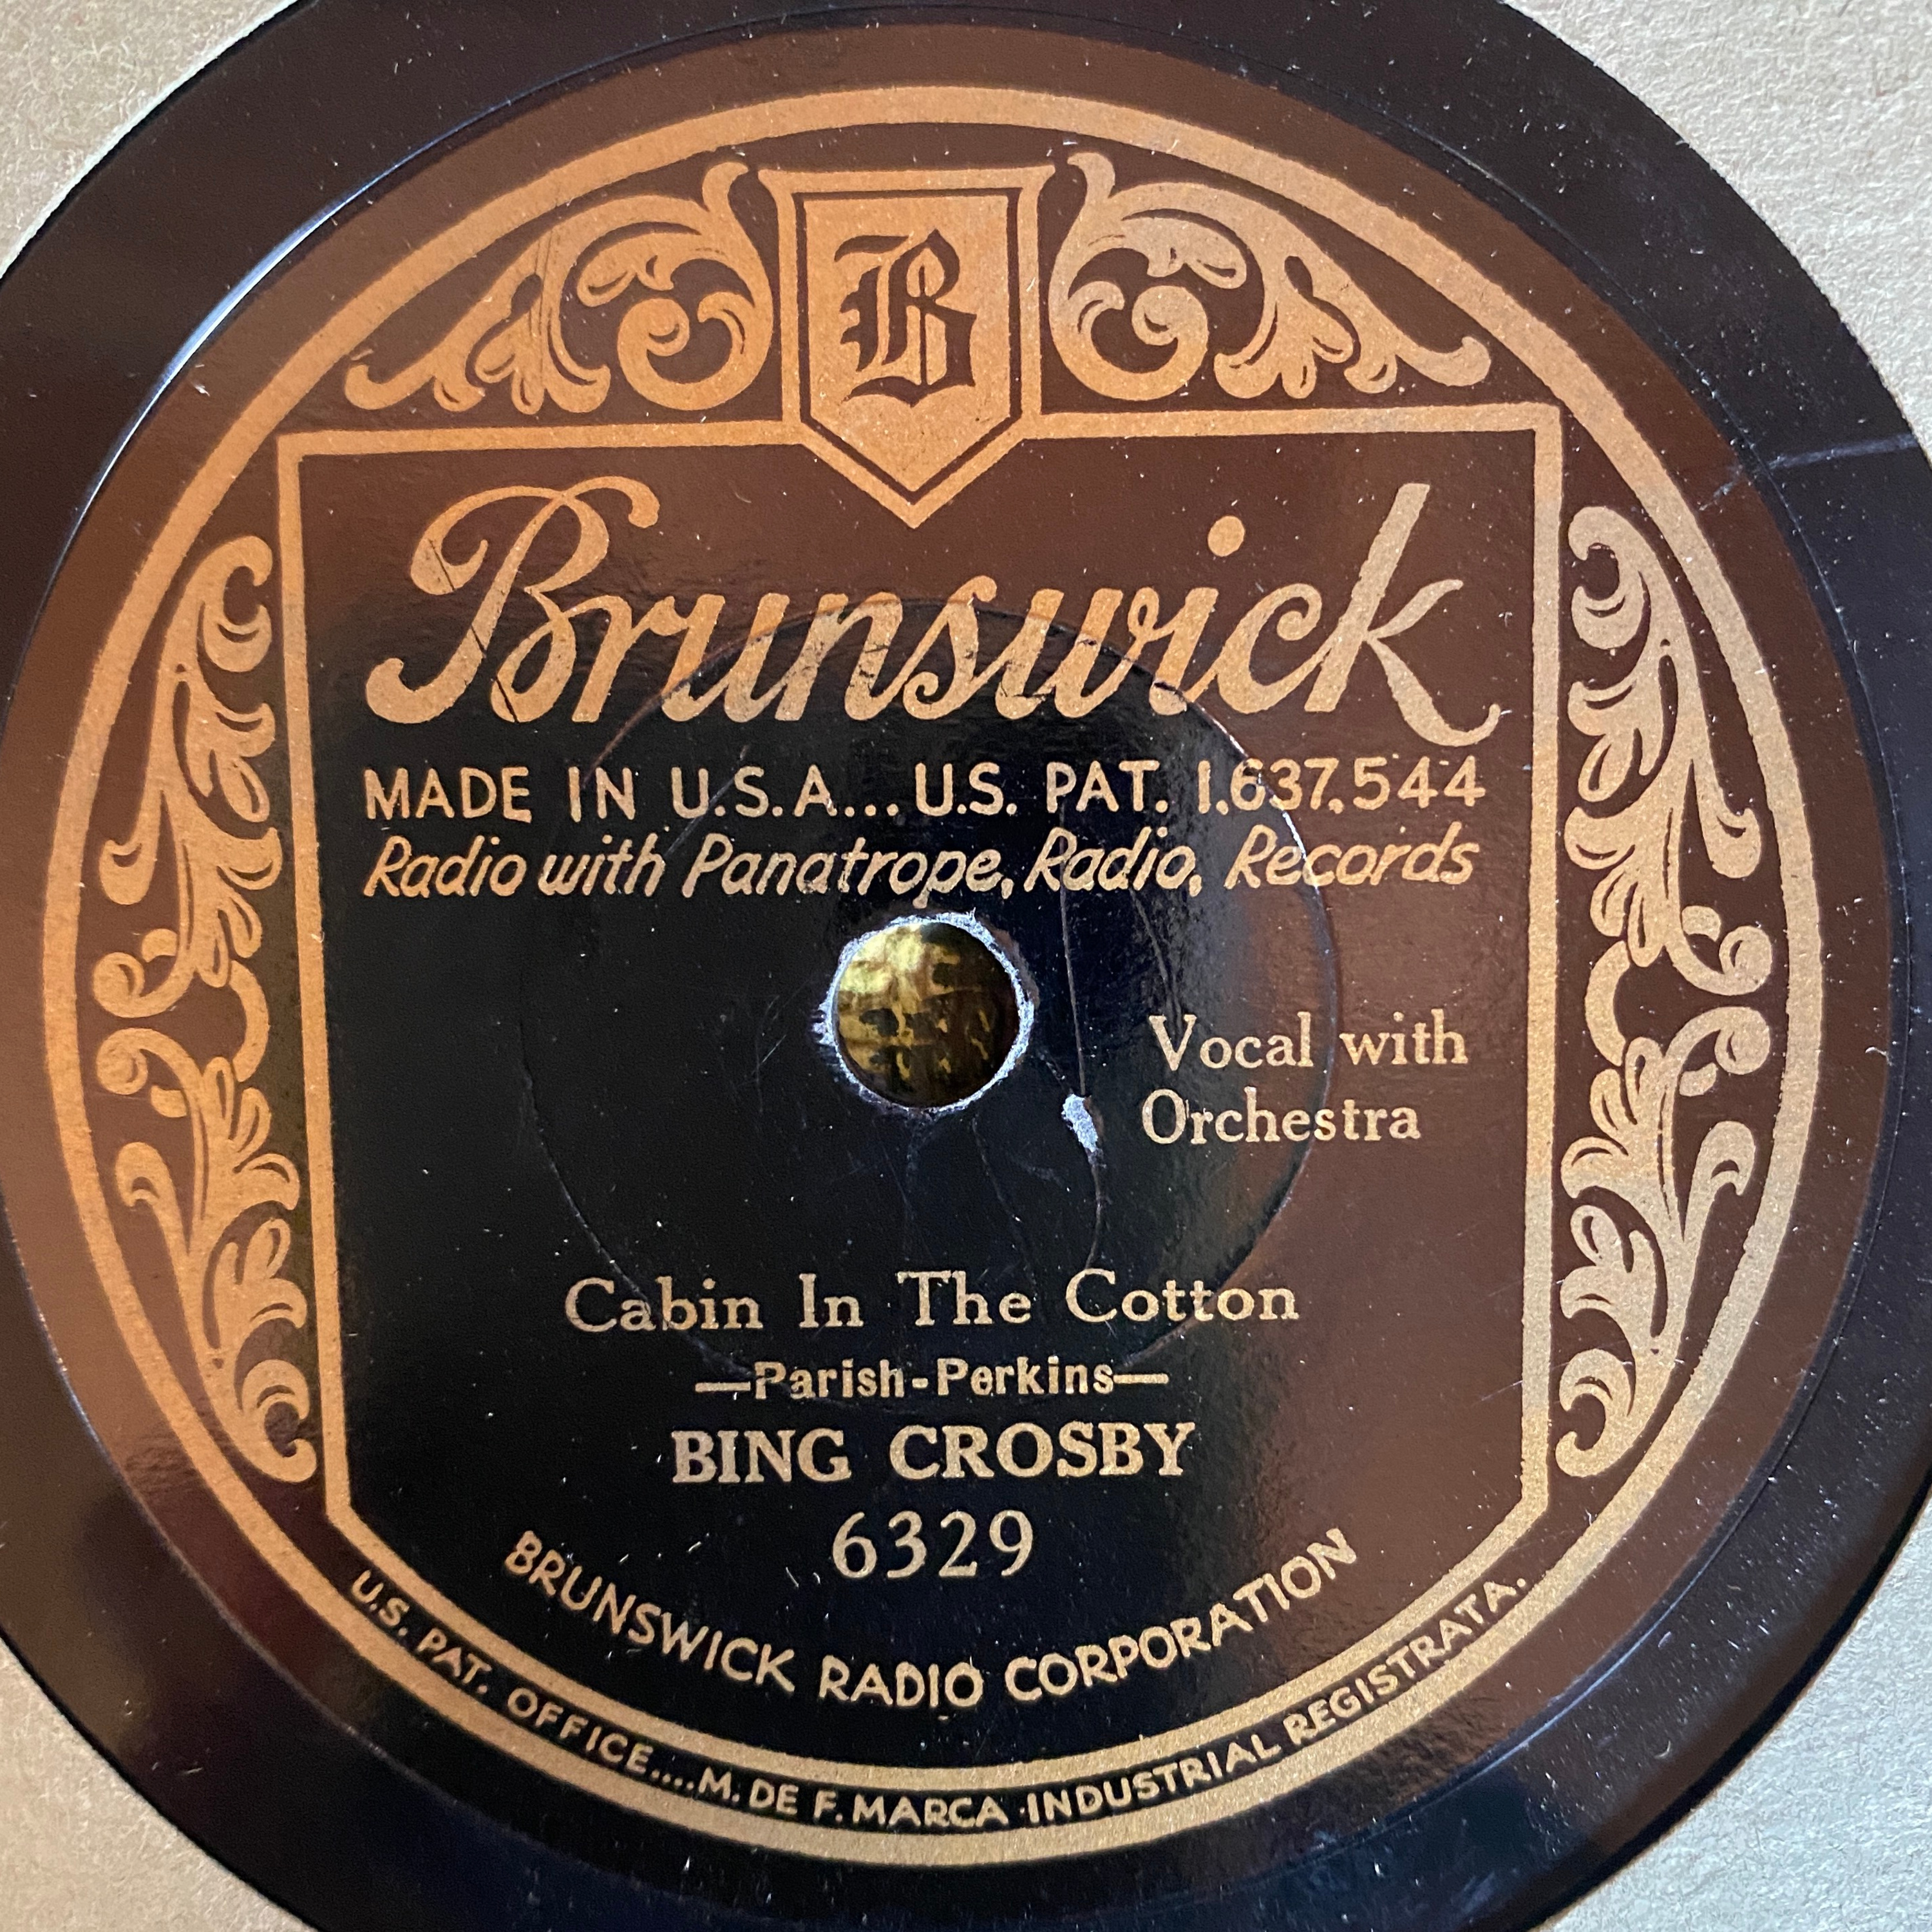 B
Brunswick
MADE IN U.S.A... U.S. PAT. 1,637,544
Radio with Panatrope, Radio, Records
Vocal with
Orchestra
Cabin In The Cotton
—Parish-Perkins—
BING CROSBY
6329
BRUNSWICK RADIO CORPORATION
U.S. PAT. OFFICE....M. DE F. MARCA INDUSTRIAL REGISTRATA.